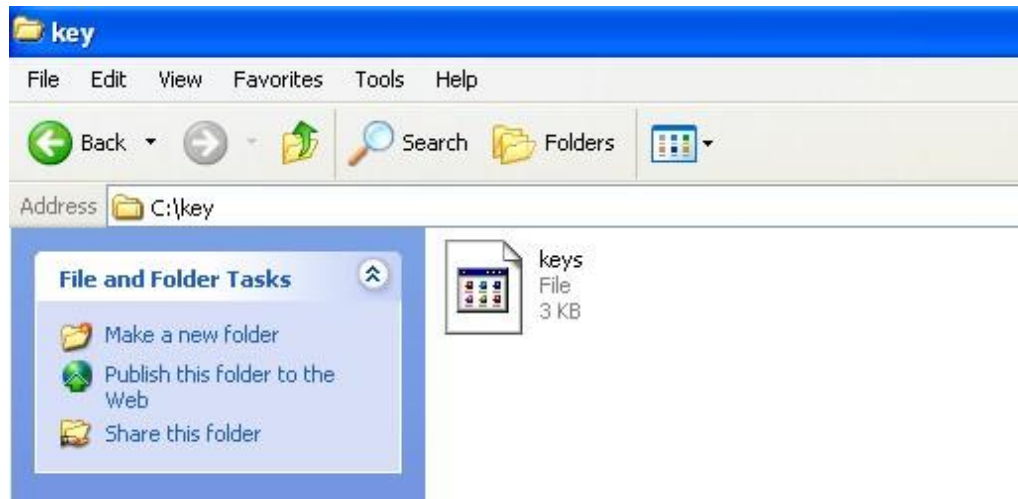 key
File Edit View Favorites Tools Help
Back Search Folders
Address C:\key
File and Folder Tasks
Make a new folder
Publish this folder to the
Web
Share this folder
keys
File
3 KB